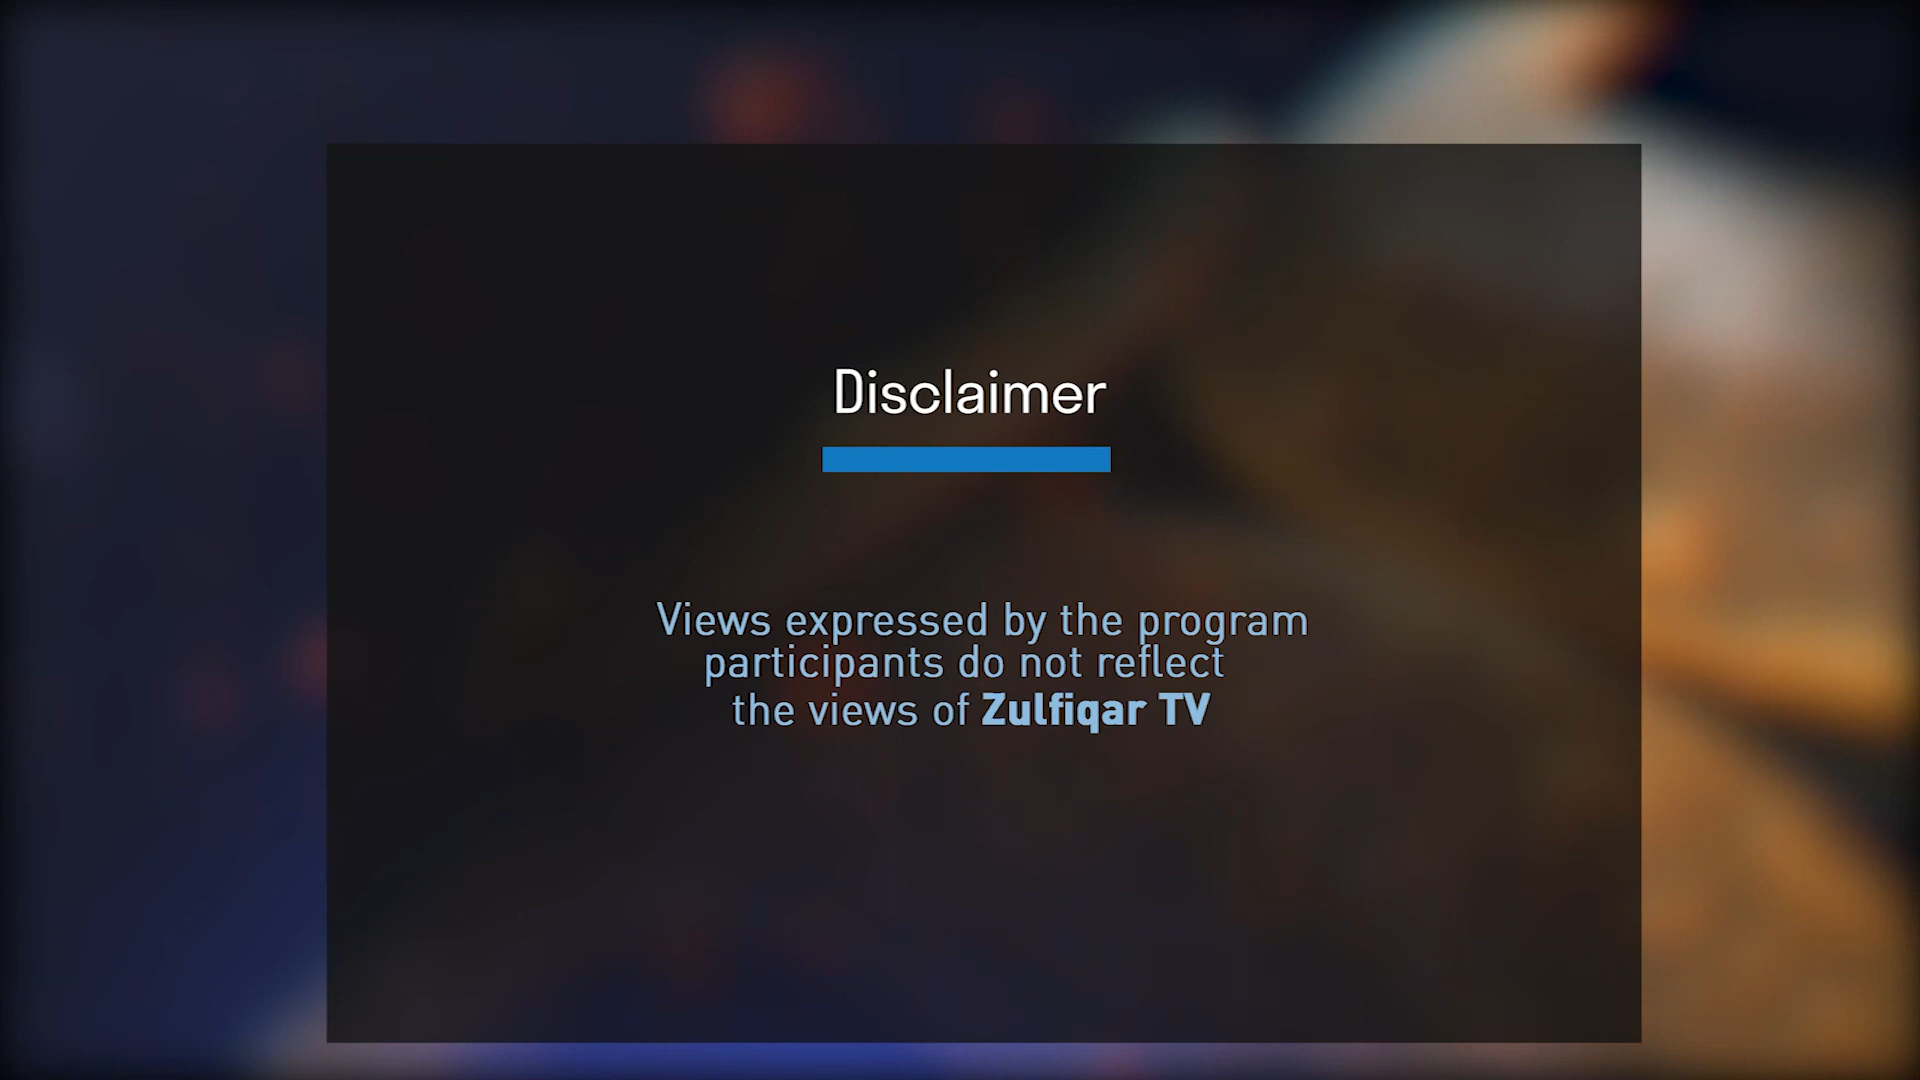 Disclaimer
Views expressed by the program
participants do not reflect
the views of Zulfiqar TV